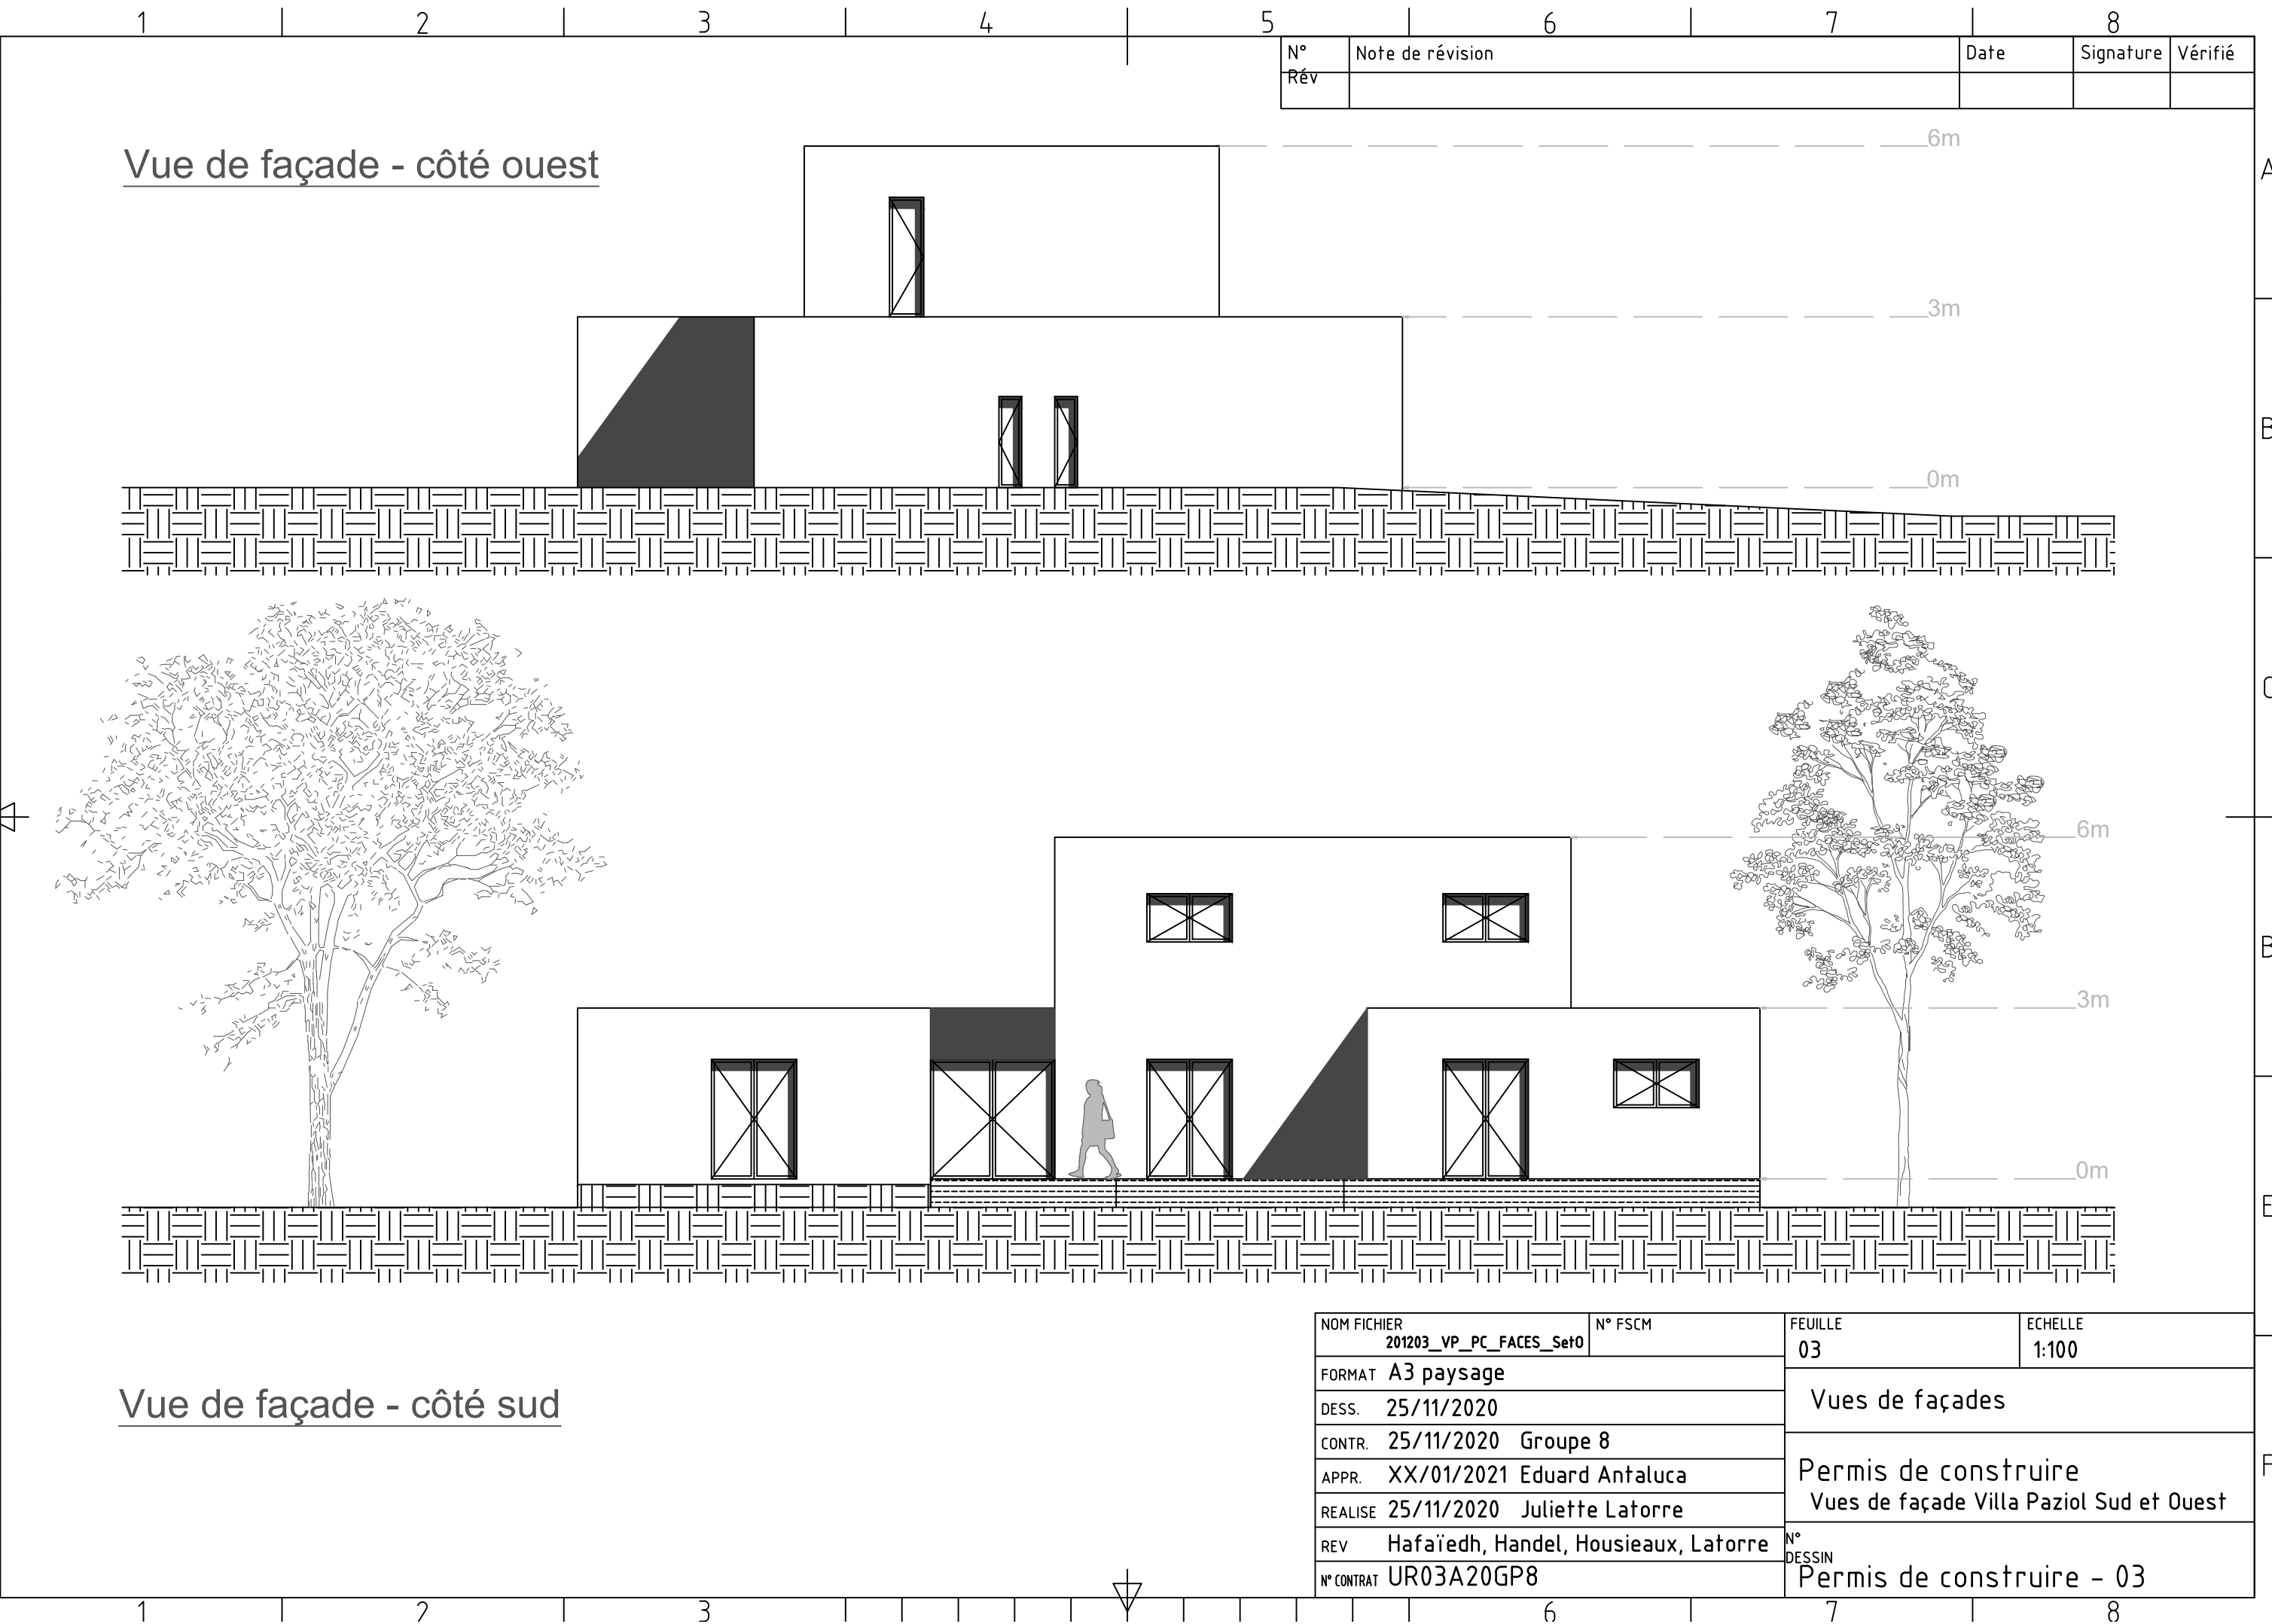 1 2 3 4 5 6 7 8
N° Note de révision Date Signature Vérifié
Rév
6m
Vue de façade - côté ouest
A
3m
B
0m
C
6m
B
3m
0m
E
NOM FICHIER N° FSCM FEUILLE ECHELLE
201203_VP_PC_FACES_Set0 03 1:100
FORMAT A3 paysage
DESS. 25/11/2020
Vues de façades
Vue de façade - côté sud
CONTR. 25/11/2020 Groupe 8
APPR. XX/01/2021 Eduard Antaluca
Permis de construire
F
REALISE 25/11/2020 Juliette Latorre
Vues de façade Villa Paziol Sud et Ouest
REV Hafaïedh, Handel, Housieaux, Latorre
N°
DESSIN
N° CONTRAT UR03A20GP8
Permis de construire - 03
1 2 3 6 7 8